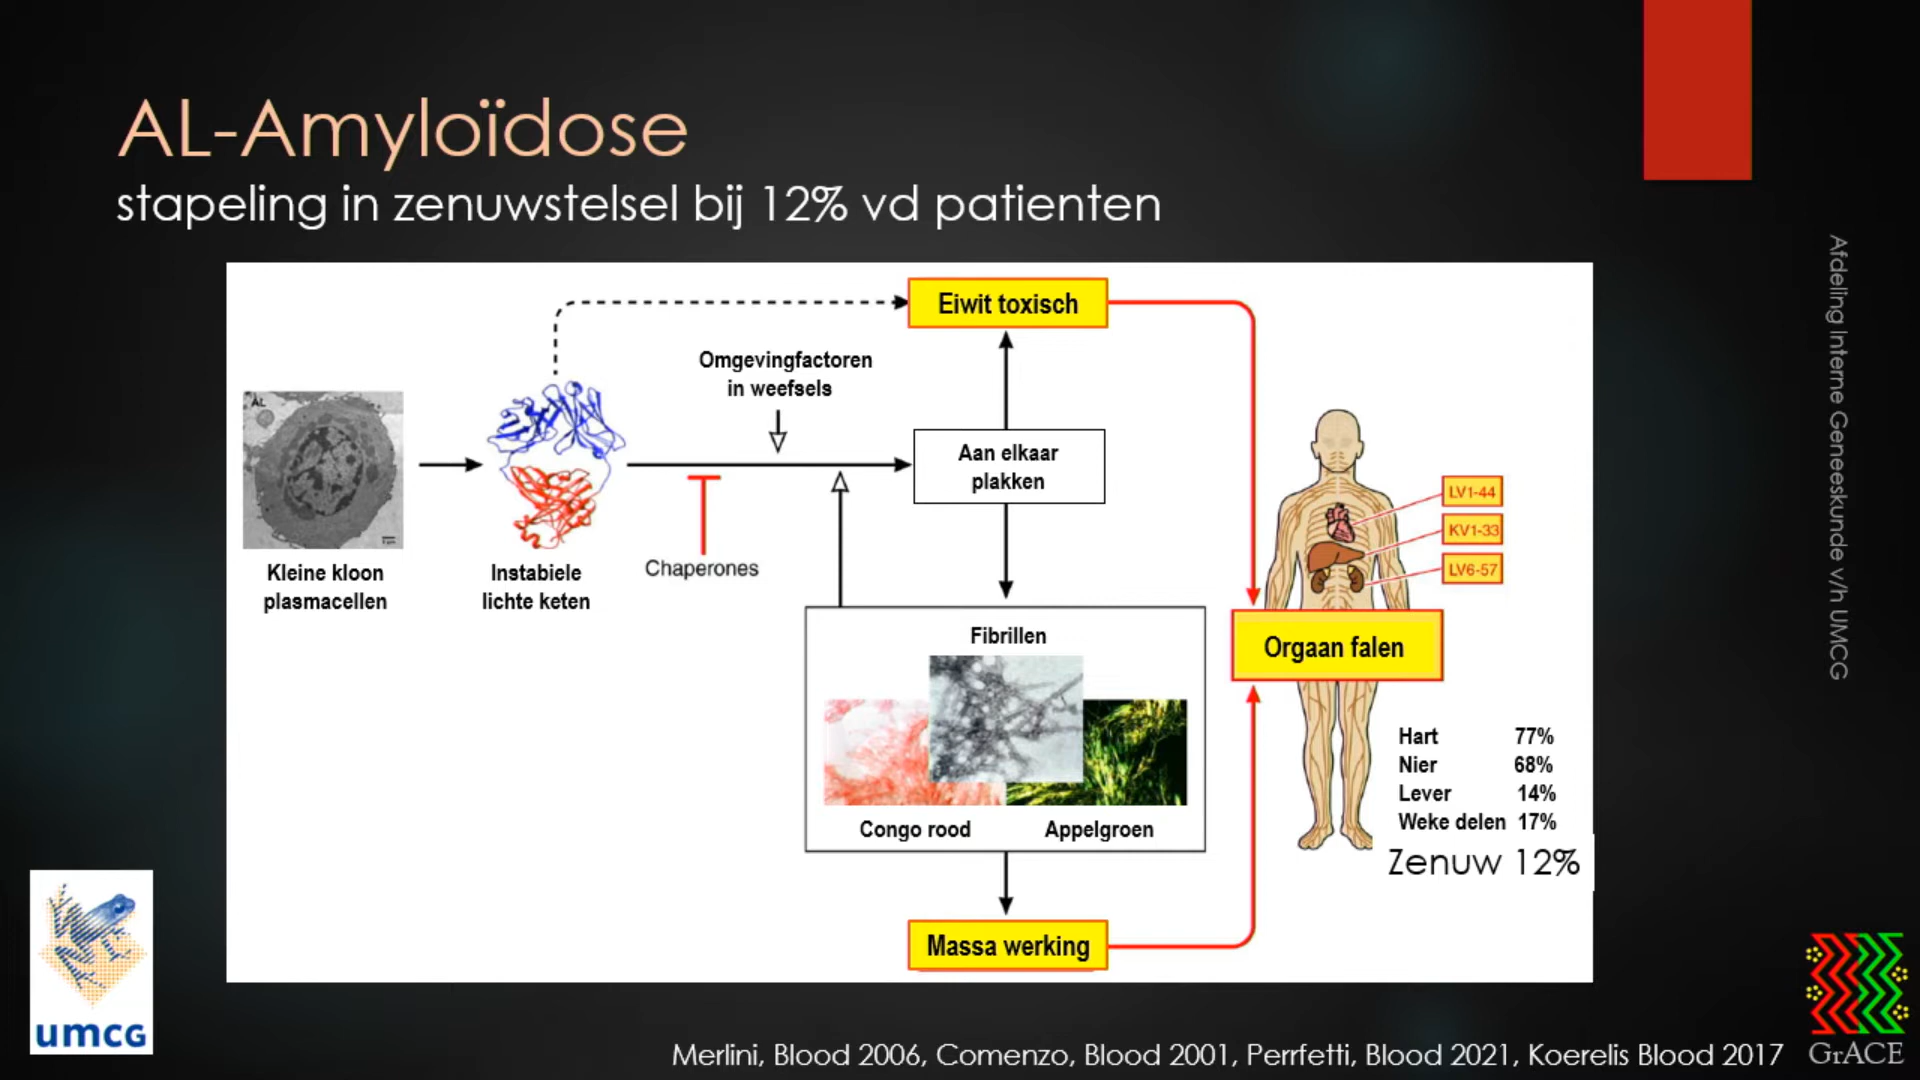 AL-Amyloïdose
stapeling in zenuwstelsel bij 12% vd patienten
Afdeling Interne Geneeskunde v/h UMCG
Eiwit toxisch
Omgevingfactoren
in weefsels
AL
Aan elkaar
plakken
LV1-44
KV1-33
LV6-57
Kleine kloon
plasmacellen
Instabiele
lichte keten
Chaperones
Fibrillen
Orgaan falen
Congo rood
Appelgroen
Hart 77%
Nier 68%
Lever 14%
Weke delen 17%
Zenuw 12%
Massa werking
umcg
Merlini, Blood 2006, Comenzo, Blood 2001, Perrfetti, Blood 2021, Koerelis Blood 2017
GrACE